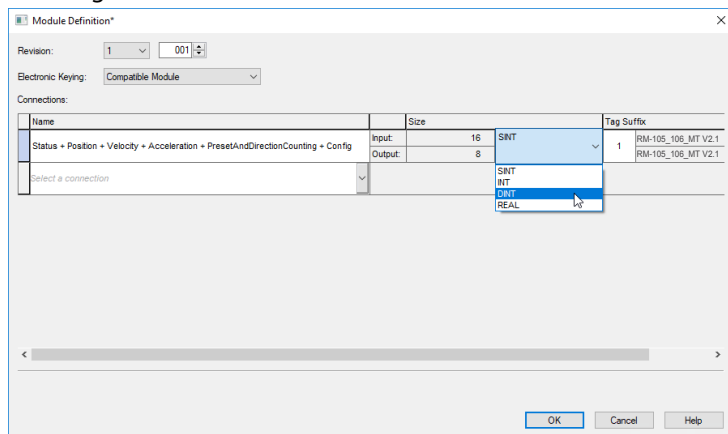 Module Definition*
Revision: 1 001
Electronic Keying: Compatible Module
Connections:
Name Size Tag Suffix
Status + Position + Velocity + Acceleration + PresetAndDirectionCounting + Config Input: 16 SINT 1 RM-105_106_MT V2.1
Output: 8 RM-105_106_MT V2.1
Select a connection
SINT
INT
DINT
REAL
OK Cancel Help